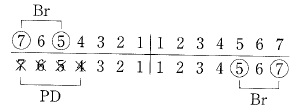 Br
⑦ 6 ⑤ 4 3 2 1 | 1 2 3 4 5 6 7
7 6 5 4 3 2 1 | 1 2 3 4 ⑤ 6 ⑦
PD
Br